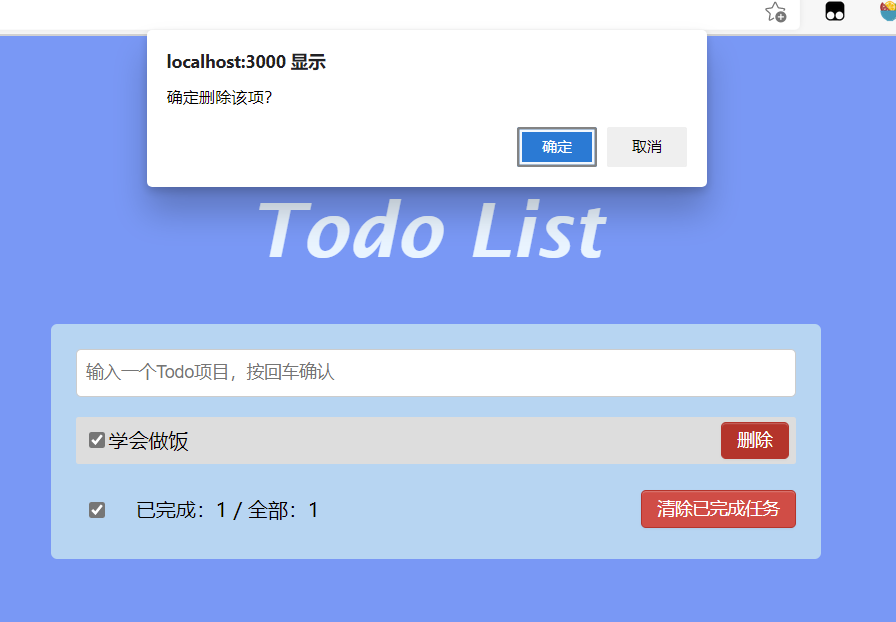 localhost:3000 显示
确定删除该项?
确定
取消
Todo List
输入一个Todo项目，按回车确认
学会做饭
删除
已完成：1 / 全部：1
清除已完成任务